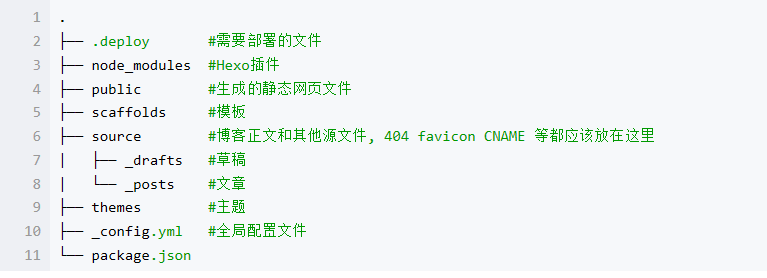 1 .
2 ├── .deploy #需要部署的文件
3 ├── node_modules #Hexo插件
4 ├── public #生成的静态网页文件
5 ├── scaffolds #模板
6 ├── source #博客正文和其他源文件, 404 favicon CNAME 等都应该放在这里
7 | ├── _drafts #草稿
8 | └── _posts #文章
9 ├── themes #主题
10 ├── _config.yml #全局配置文件
11 └── package.json